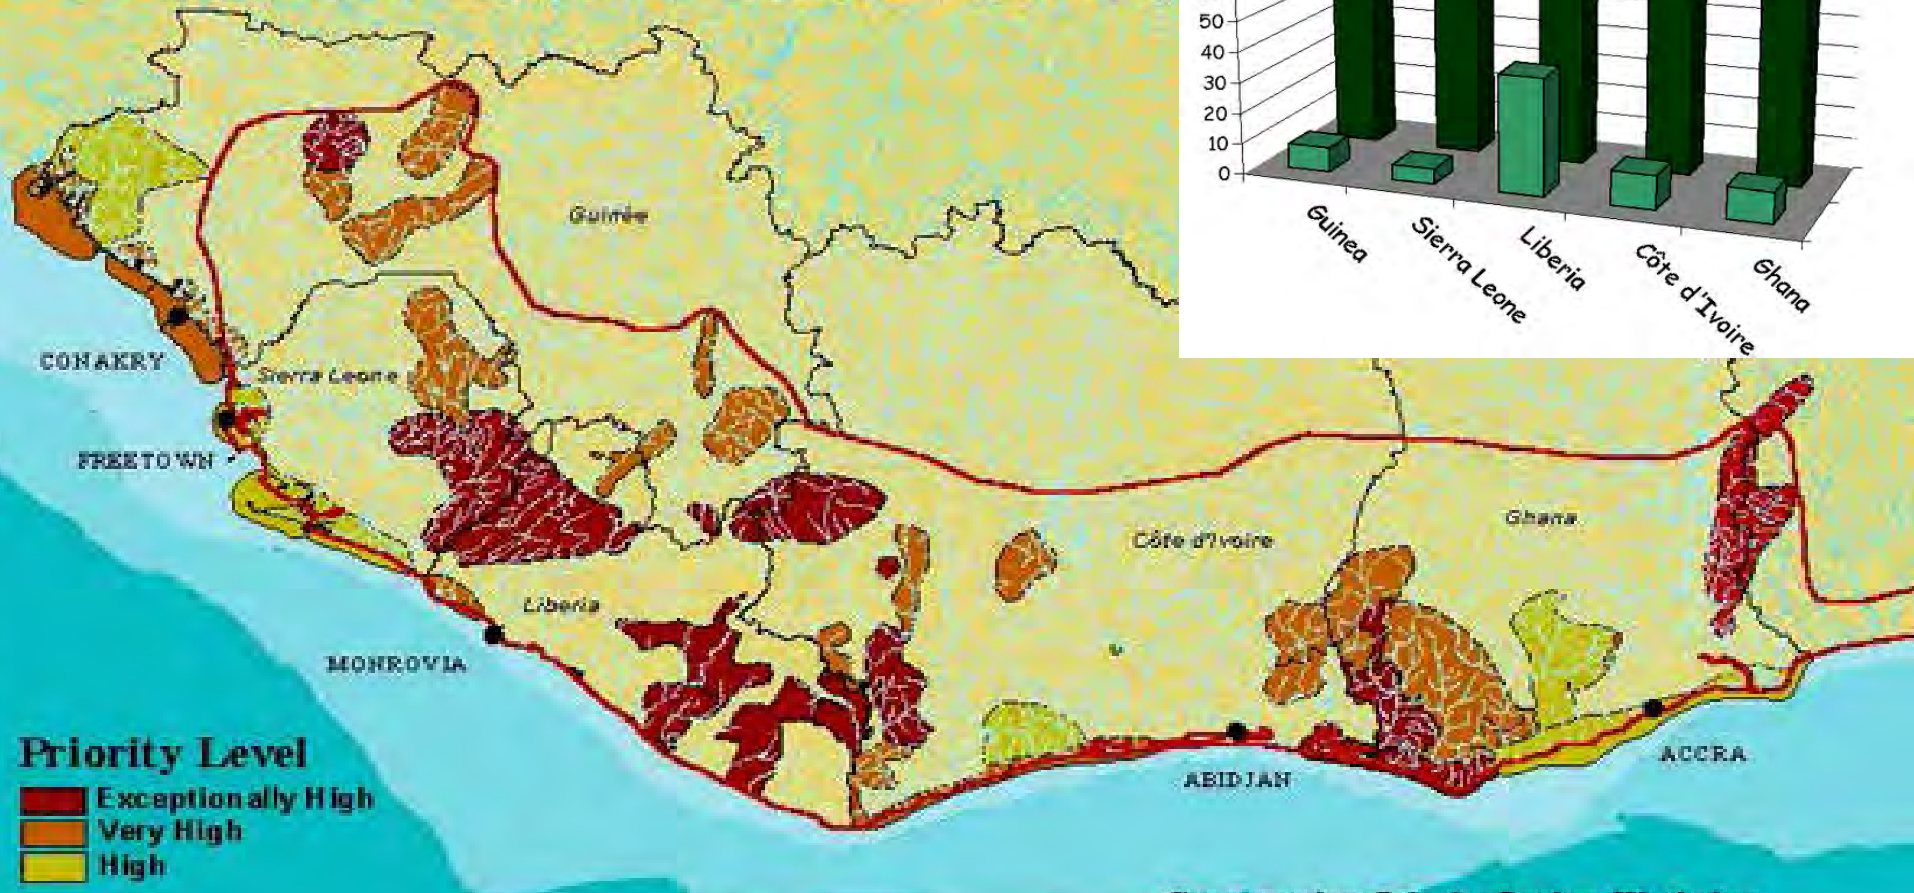 50
40
30
20
10
0
Guinea
Sierra Leone
Liberia
Côte d'Ivoire
Ghana
Guinée
CONAKRY
Sierra Leone
FREETOWN
Ghana
Côte d'Ivoire
Liberia
MONROVIA
ABIDJAN
ACCRA
Priority Level
Exceptionally High
Very High
High